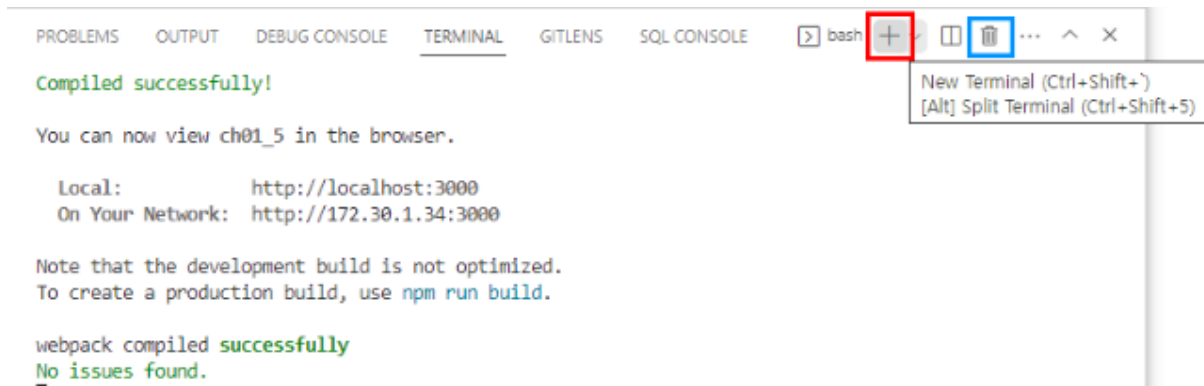 PROBLEMS OUTPUT DEBUG CONSOLE TERMINAL GITLENS SQL CONSOLE bash
New Terminal (Ctrl+Shift+`)
[Alt] Split Terminal (Ctrl+Shift+5)
Compiled successfully!
You can now view ch01_5 in the browser.
Local: http://localhost:3000
On Your Network: http://172.30.1.34:3000
Note that the development build is not optimized.
To create a production build, use npm run build.
webpack compiled successfully
No issues found.